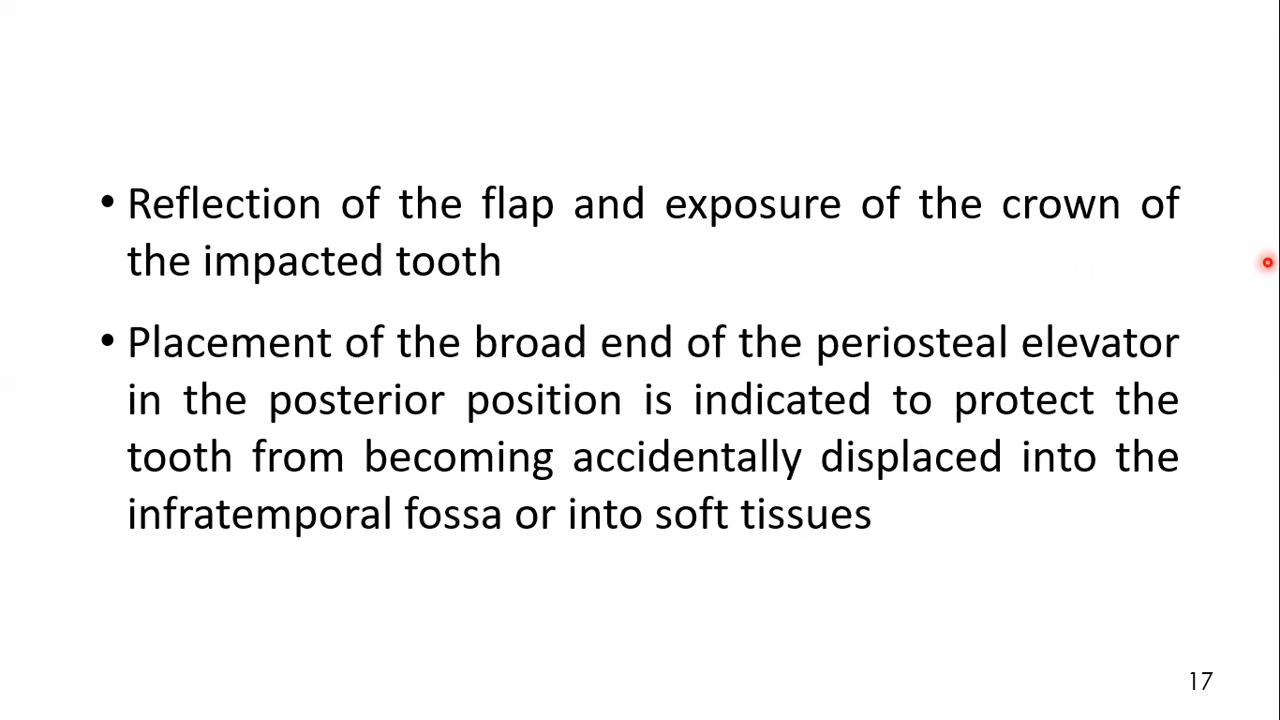 • Reflection of the flap and exposure of the crown of
the impacted tooth
• Placement of the broad end of the periosteal elevator
in the posterior position is indicated to protect the
tooth from becoming accidentally displaced into the
infratemporal fossa or into soft tissues
17